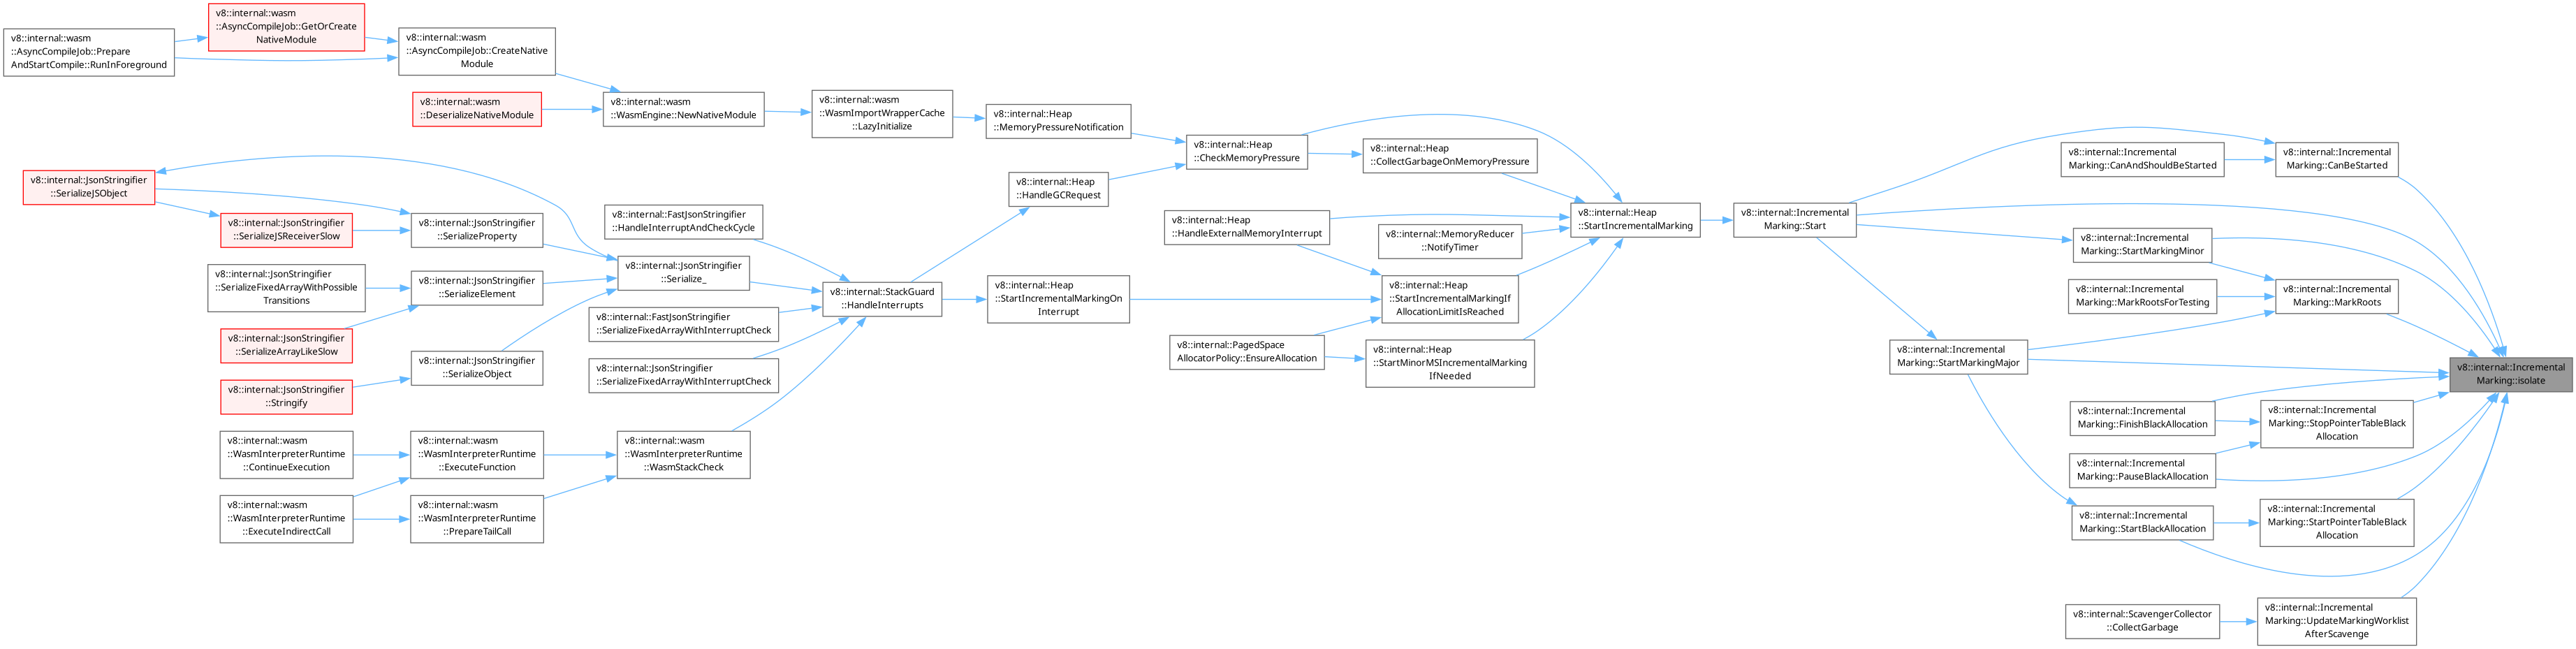 v8::internal::wasm
::AsyncCompileJob::Prepare
AndStartCompile::RunInForeground
v8::internal::wasm
::AsyncCompileJob::GetOrCreate
NativeModule
v8::internal::wasm
::AsyncCompileJob::CreateNative
Module
v8::internal::wasm
::DeserializeNativeModule
v8::internal::wasm
::WasmEngine::NewNativeModule
v8::internal::wasm
::WasmImportWrapperCache
::LazyInitialize
v8::internal::Heap
::MemoryPressureNotification
v8::internal::Heap
::CheckMemoryPressure
v8::internal::Heap
::CollectGarbageOnMemoryPressure
v8::internal::Heap
::HandleGCRequest
v8::internal::JsonStringifier
::SerializeJSObject
v8::internal::JsonStringifier
::SerializeJSReceiverSlow
v8::internal::JsonStringifier
::SerializeProperty
v8::internal::FastJsonStringifier
::HandleInterruptAndCheckCycle
v8::internal::JsonStringifier
::SerializeFixedArrayWithPossible
Transitions
v8::internal::JsonStringifier
::SerializeElement
v8::internal::JsonStringifier
::Serialize_
v8::internal::JsonStringifier
::SerializeArrayLikeSlow
v8::internal::JsonStringifier
::SerializeObject
v8::internal::JsonStringifier
::Stringify
v8::internal::FastJsonStringifier
::SerializeFixedArrayWithInterruptCheck
v8::internal::JsonStringifier
::SerializeFixedArrayWithInterruptCheck
v8::internal::StackGuard
::HandleInterrupts
v8::internal::Heap
::StartIncrementalMarkingOn
Interrupt
v8::internal::wasm
::WasmInterpreterRuntime
::ContinueExecution
v8::internal::wasm
::WasmInterpreterRuntime
::ExecuteFunction
v8::internal::wasm
::WasmInterpreterRuntime
::WasmStackCheck
v8::internal::wasm
::WasmInterpreterRuntime
::ExecuteIndirectCall
v8::internal::wasm
::WasmInterpreterRuntime
::PrepareTailCall
v8::internal::Heap
::HandleExternalMemoryInterrupt
v8::internal::MemoryReducer
::NotifyTimer
v8::internal::Heap
::StartIncrementalMarkingIf
AllocationLimitIsReached
v8::internal::PagedSpace
AllocatorPolicy::EnsureAllocation
v8::internal::Heap
::StartMinorMSIncrementalMarking
IfNeeded
v8::internal::Heap
::StartIncrementalMarking
v8::internal::Incremental
Marking::Start
v8::internal::Incremental
Marking::CanAndShouldBeStarted
v8::internal::Incremental
Marking::CanBeStarted
v8::internal::Incremental
Marking::StartMarkingMinor
v8::internal::Incremental
Marking::MarkRootsForTesting
v8::internal::Incremental
Marking::MarkRoots
v8::internal::Incremental
Marking::StartMarkingMajor
v8::internal::Incremental
Marking::isolate
v8::internal::Incremental
Marking::FinishBlackAllocation
v8::internal::Incremental
Marking::StopPointerTableBlack
Allocation
v8::internal::Incremental
Marking::PauseBlackAllocation
v8::internal::Incremental
Marking::StartBlackAllocation
v8::internal::Incremental
Marking::StartPointerTableBlack
Allocation
v8::internal::ScavengerCollector
::CollectGarbage
v8::internal::Incremental
Marking::UpdateMarkingWorklist
AfterScavenge